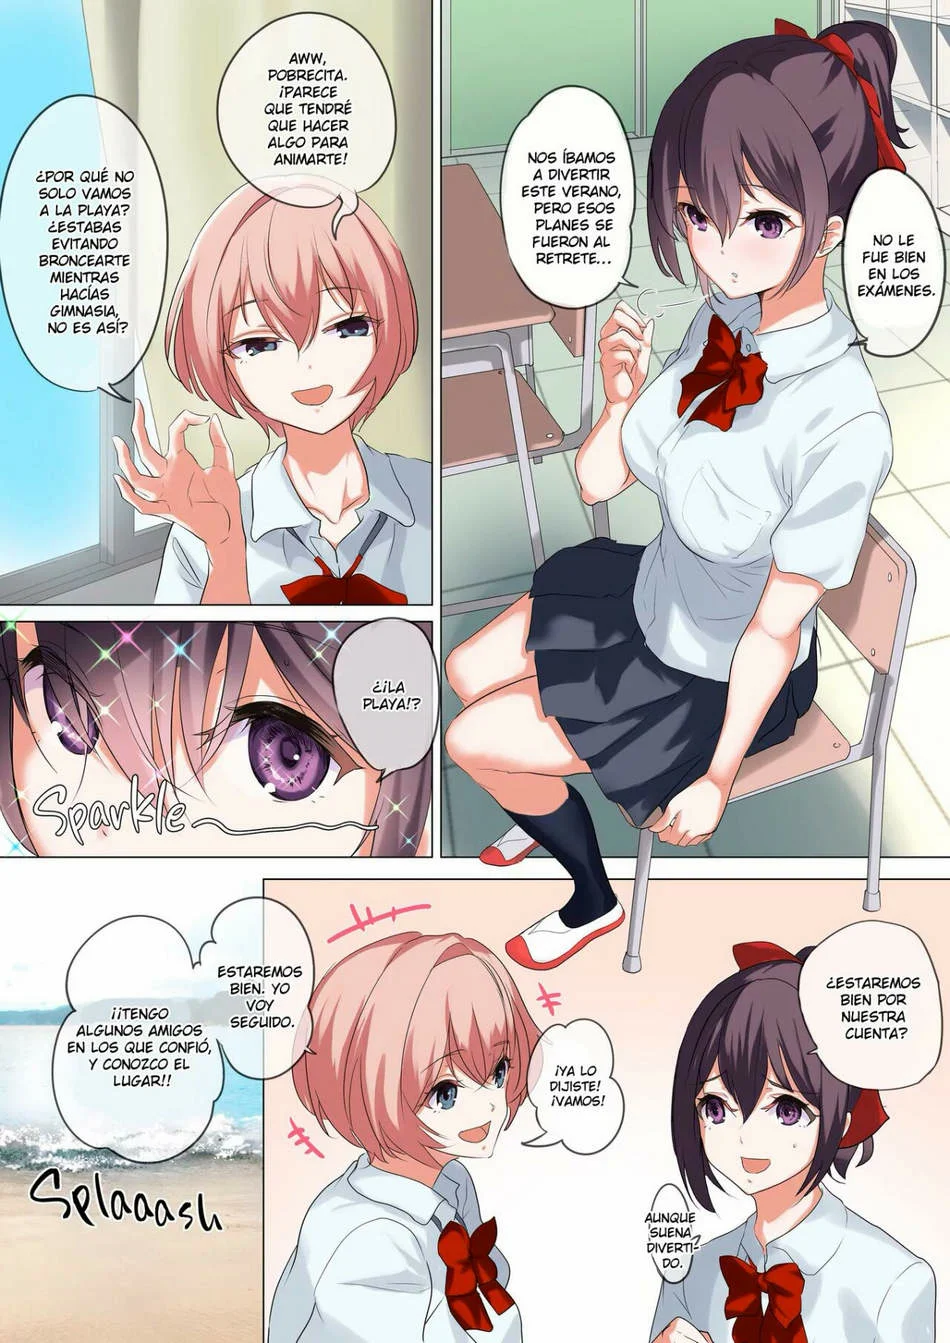 NO LE
FUE BIEN
EN LOS
EXÁMENES.
NOS ÍBAMOS
A DIVERTIR
ESTE VERANO,
PERO ESOS
PLANES SE
FUERON AL
RETRETE...
AWW,
POBRECITA.
¡PARECE
QUE TENDRÉ
QUE HACER
ALGO PARA
ANIMARTE!
¿POR QUÉ NO
SOLO VAMOS
A LA PLAYA?
¿ESTABAS
EVITANDO
BRONCEARTE
MIENTRAS
HACÍAS
GIMNASIA,
NO ES ASÍ?
¿¡LA
PLAYA!?
Sparkle
¿ESTAREMOS
BIEN POR
NUESTRA
CUENTA?
AUNQUE
SUENA
DIVERTI-
DO.
¡YA LO
DIJISTE!
¡VAMOS!
ESTAREMOS
BIEN. YO
VOY
SEGUIDO.
¡¡TENGO
ALGUNOS AMIGOS
EN LOS QUE CONFIÓ,
Y CONOZCO EL
LUGAR!!
Splaaash